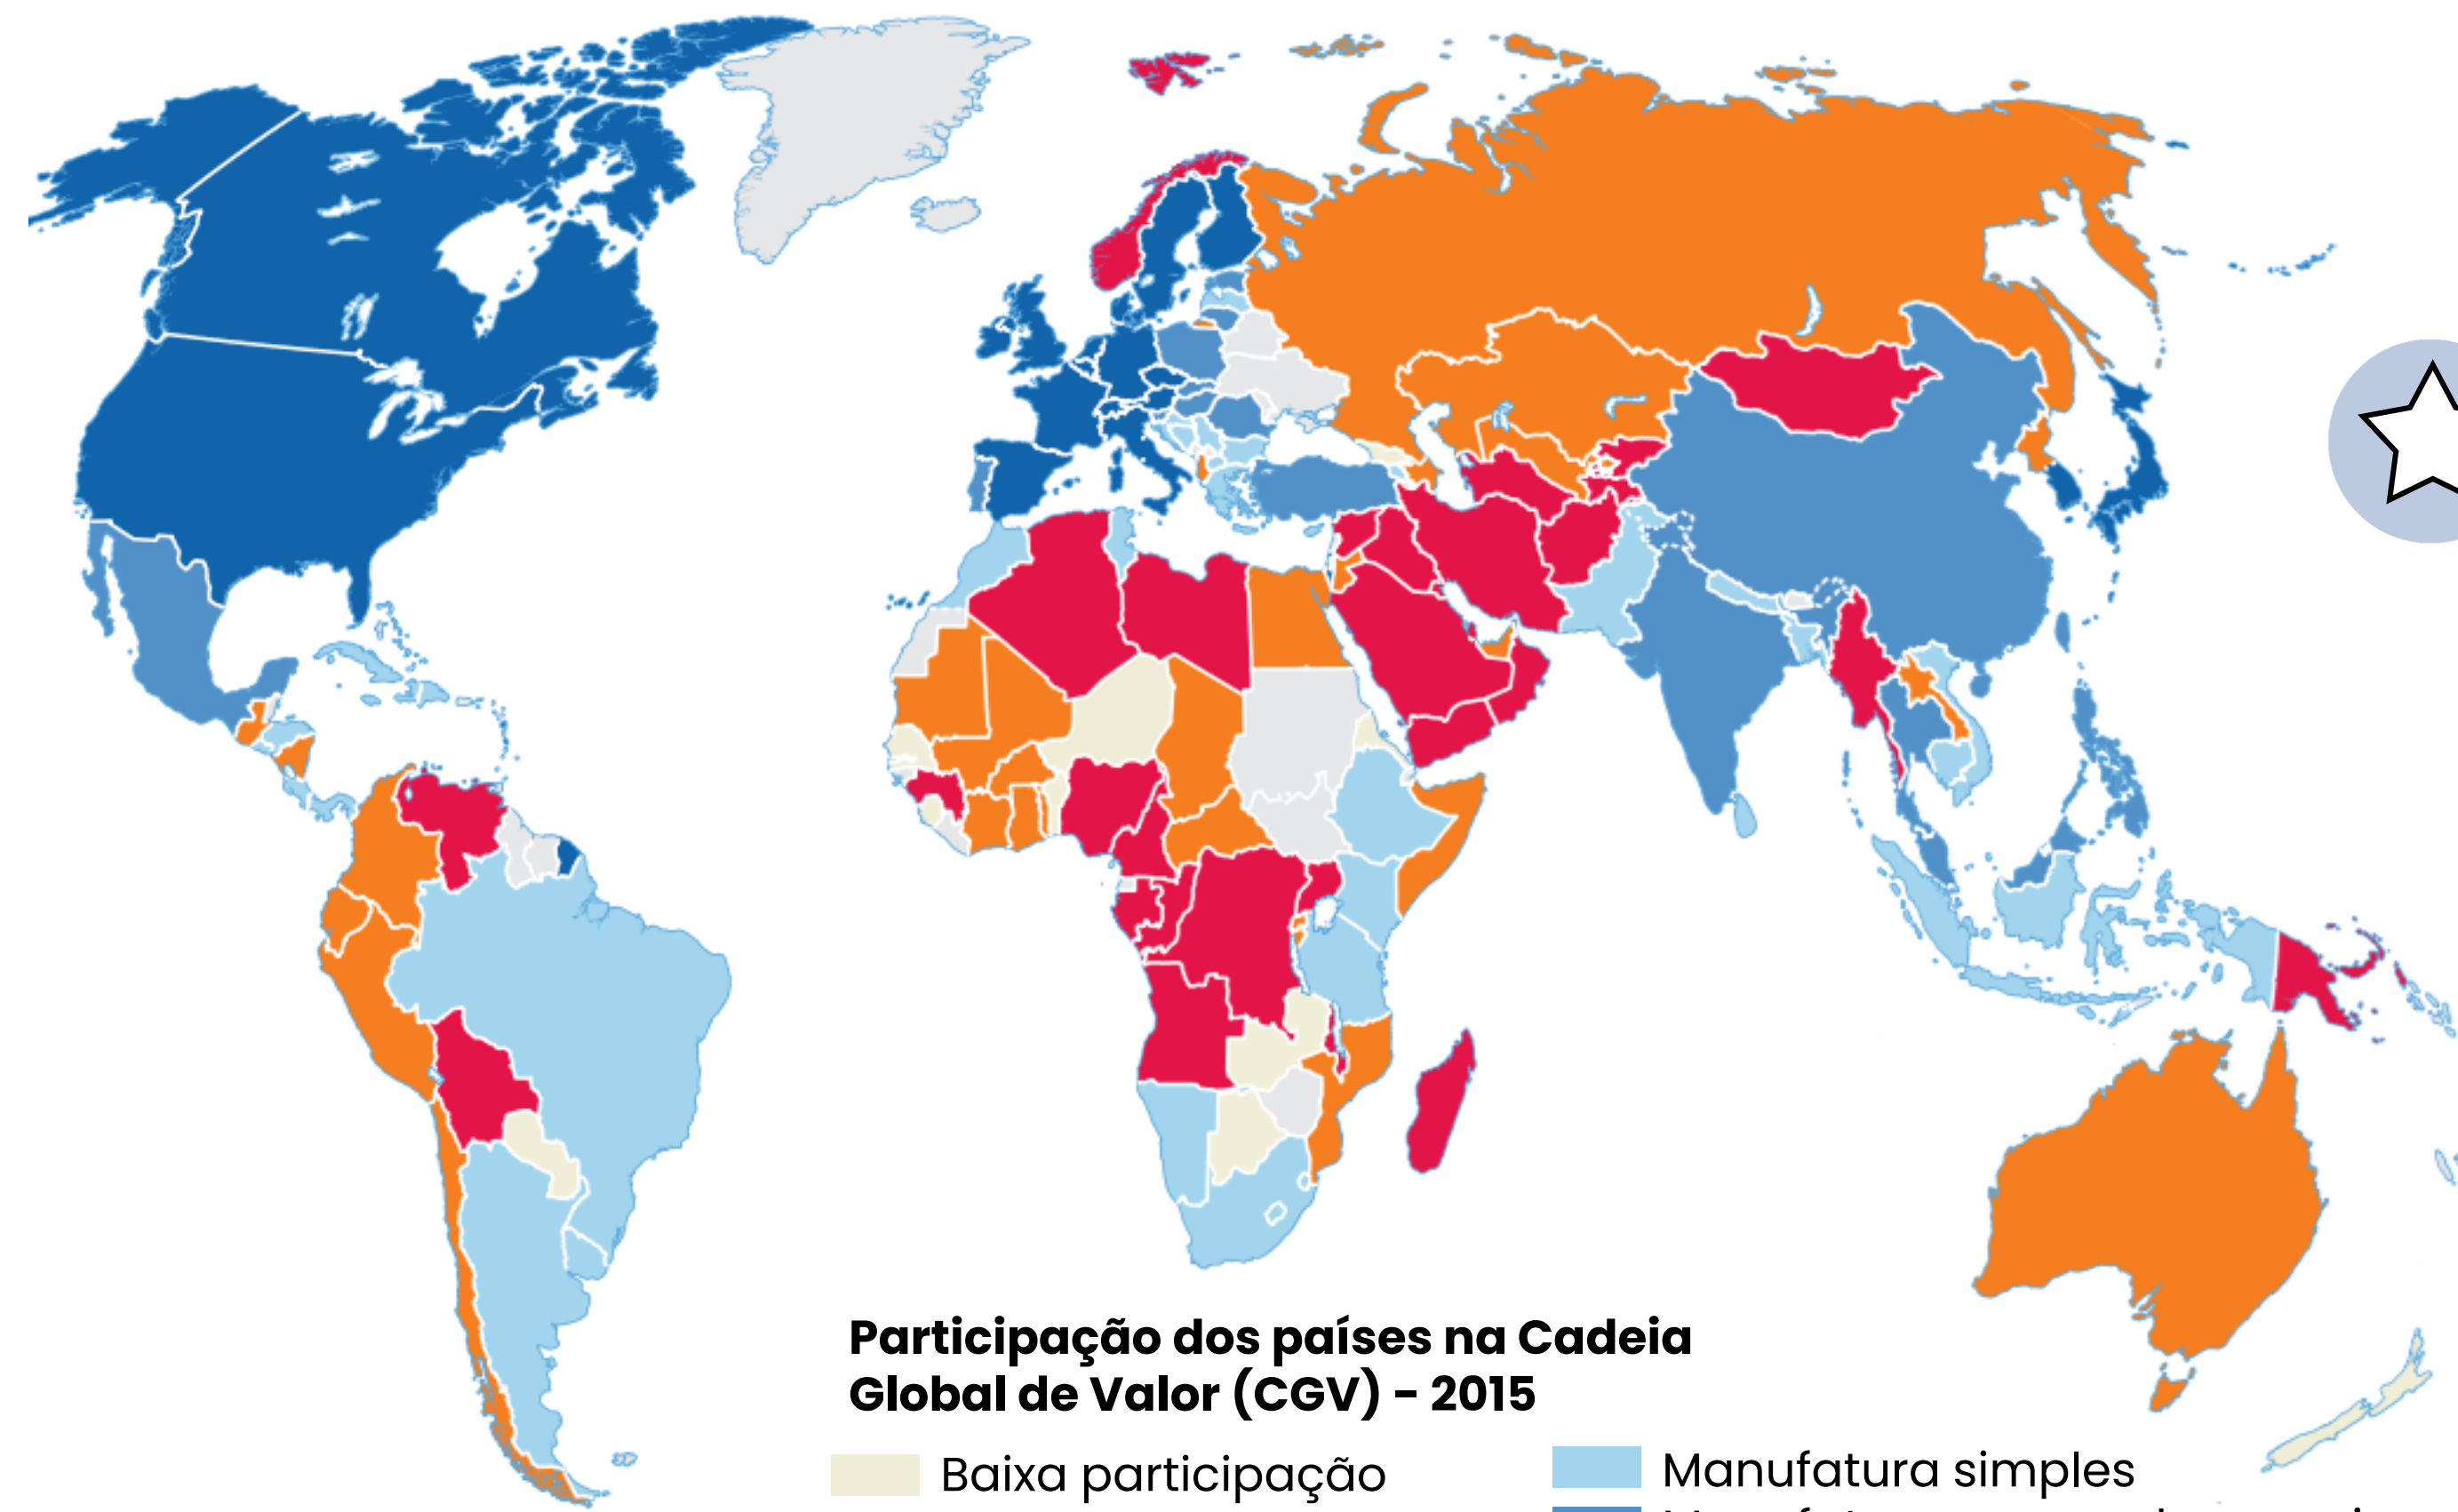 Participação dos países na Cadeia
Global de Valor (CGV) – 2015
Baixa participação
Manufatura simples